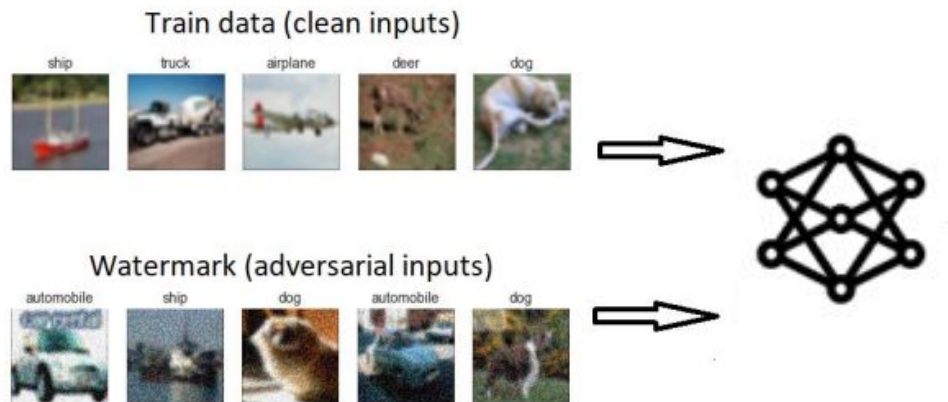 Train data (clean inputs)
ship truck airplane deer dog
Watermark (adversarial inputs)
automobile ship dog automobile dog